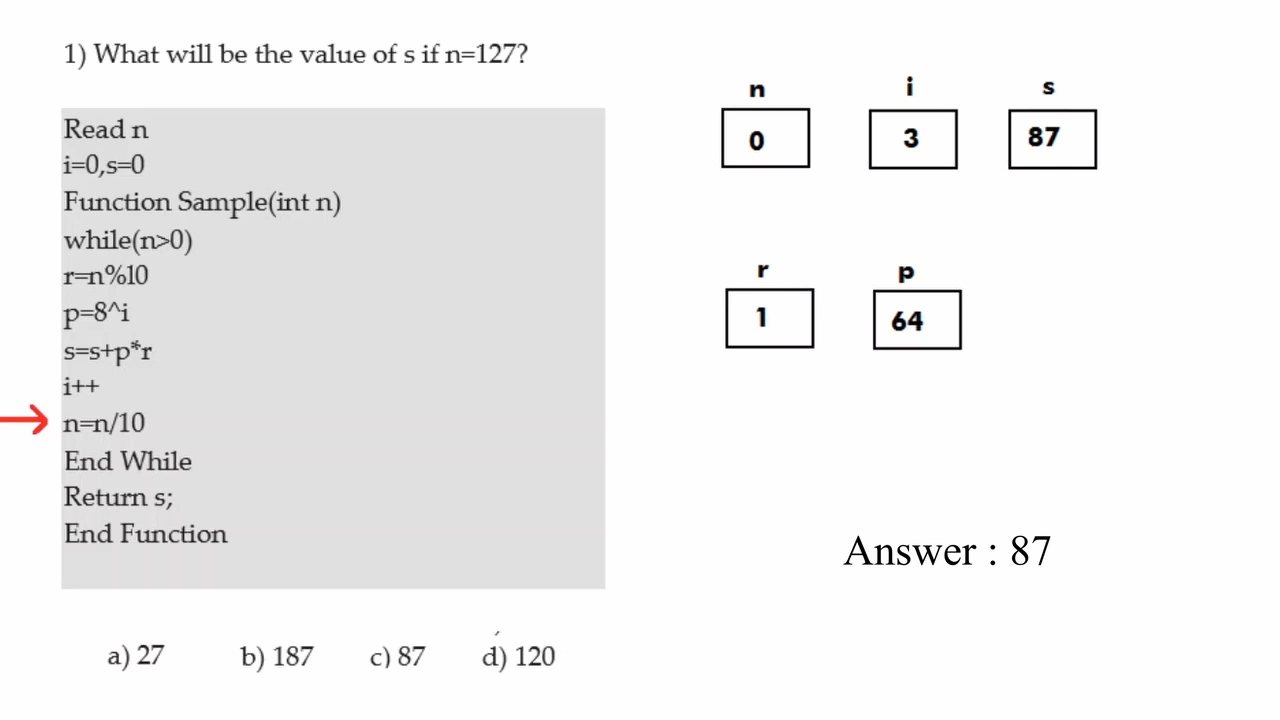 1) What will be the value of s if n=127?
Read n
i=0,s=0
Function Sample(int n)
while(n>0)
r=n%10
p=8^i
s=s+p*r
i++
n=n/10
End While
Return s;
End Function
a) 27 b) 187 c) 87 d) 120
n i s
0 3 87
r p
1 64
Answer : 87